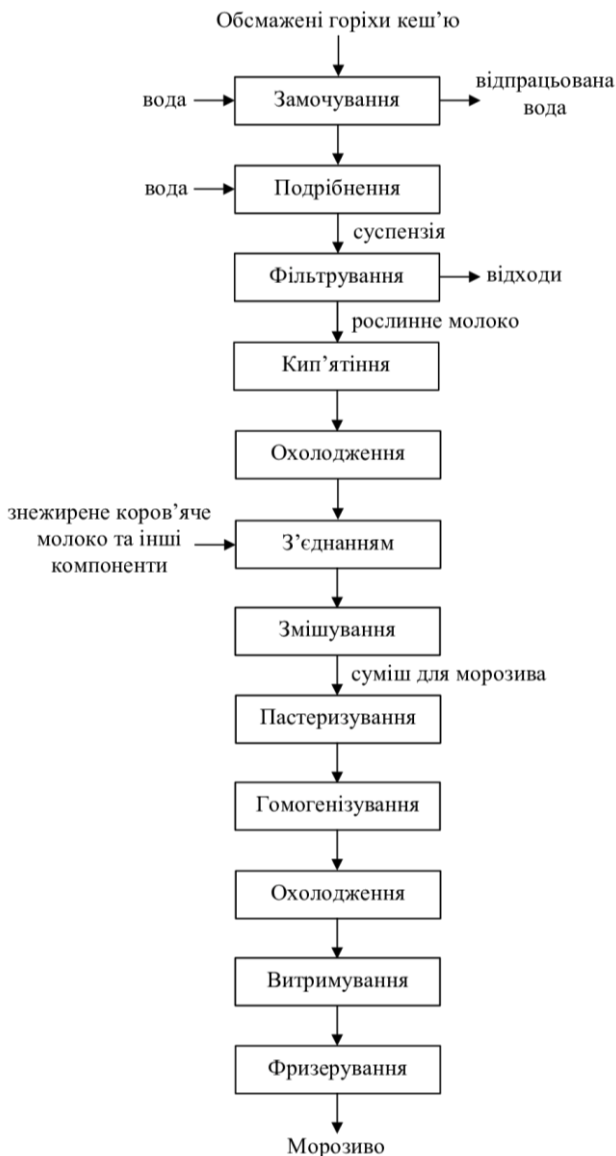 Обсмажені горіхи кеш’ю
вода
Замочування
відпрацьована
вода
вода
Подрібнення
суспензія
Фільтрування
відходи
рослинне молоко
Кип’ятіння
Охолодження
знежирене коров’яче
молоко та інші
компоненти
З’єднанням
Змішування
суміш для морозива
Пастеризування
Гомогенізування
Охолодження
Витримування
Фризерування
Морозиво